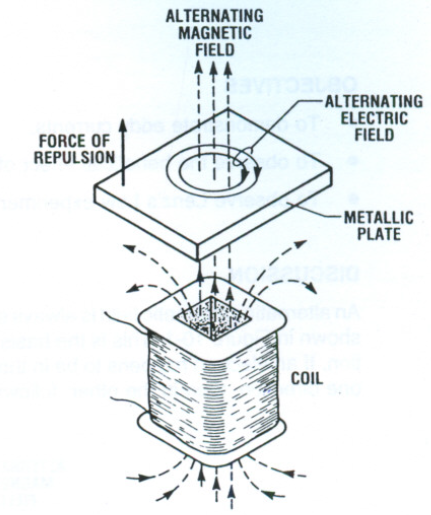 ALTERNATING
MAGNETIC
FIELD
ALTERNATING
ELECTRIC
FIELD
FORCE OF
REPULSION
METALLIC
PLATE
COIL